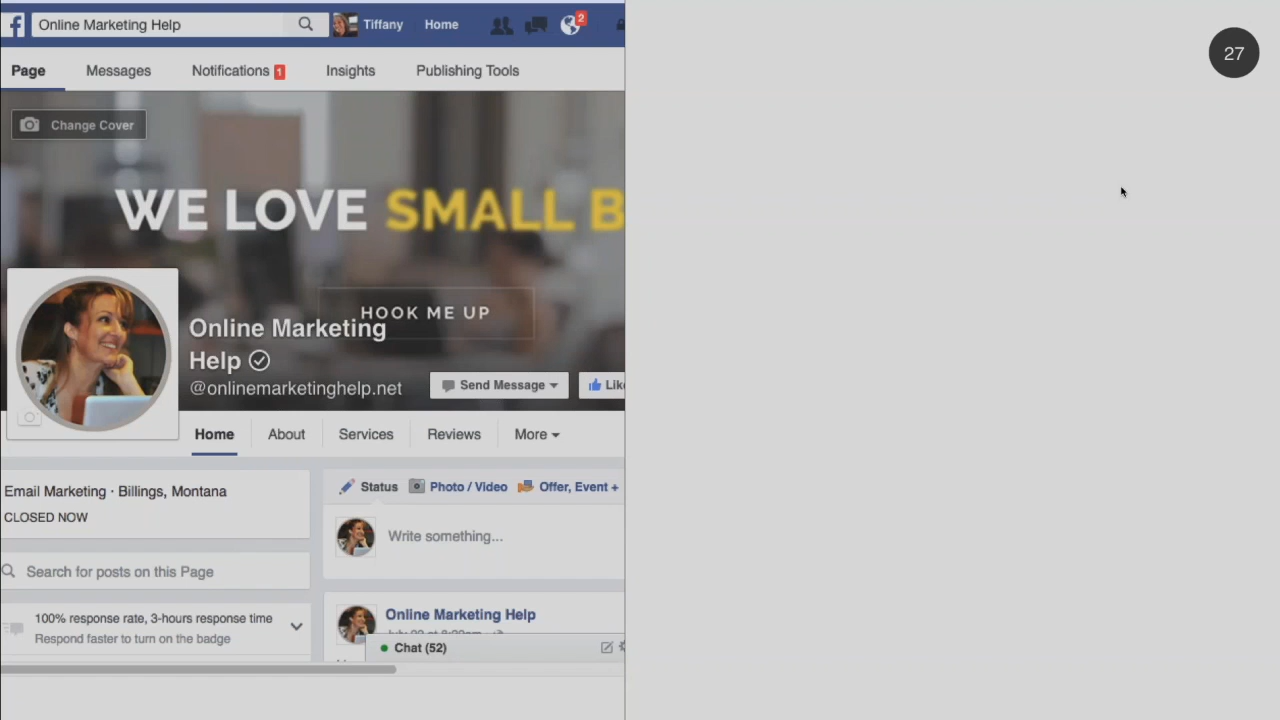 Online Marketing Help
Tiffany
Home
2
27
Page
Messages
Notifications 1
Insights
Publishing Tools
Change Cover
WE LOVE SMALL B
HOOK ME UP
Online Marketing
Help
@onlinemarketinghelp.net
Send Message
Lik
Home
About
Services
Reviews
More
Email Marketing · Billings, Montana
CLOSED NOW
Status
Photo / Video
Offer, Event +
Write something...
Search for posts on this Page
100% response rate, 3-hours response time
Respond faster to turn on the badge
Online Marketing Help
Chat (52)